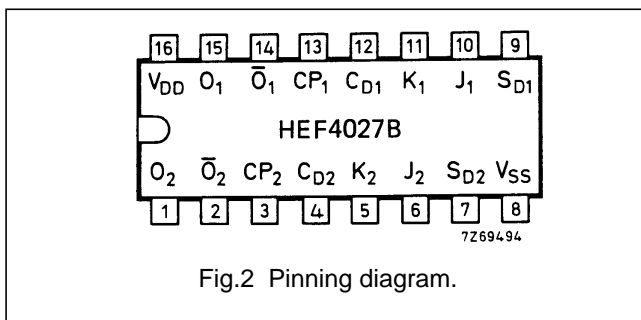 16 15 14 13 12 11 10 9
VDD O1 Ō1 CP1 CD1 K1 J1 SD1
HEF4027B
O2 Ō2 CP2 CD2 K2 J2 SD2 VSS
1 2 3 4 5 6 7 8
7Z69494
Fig.2 Pinning diagram.